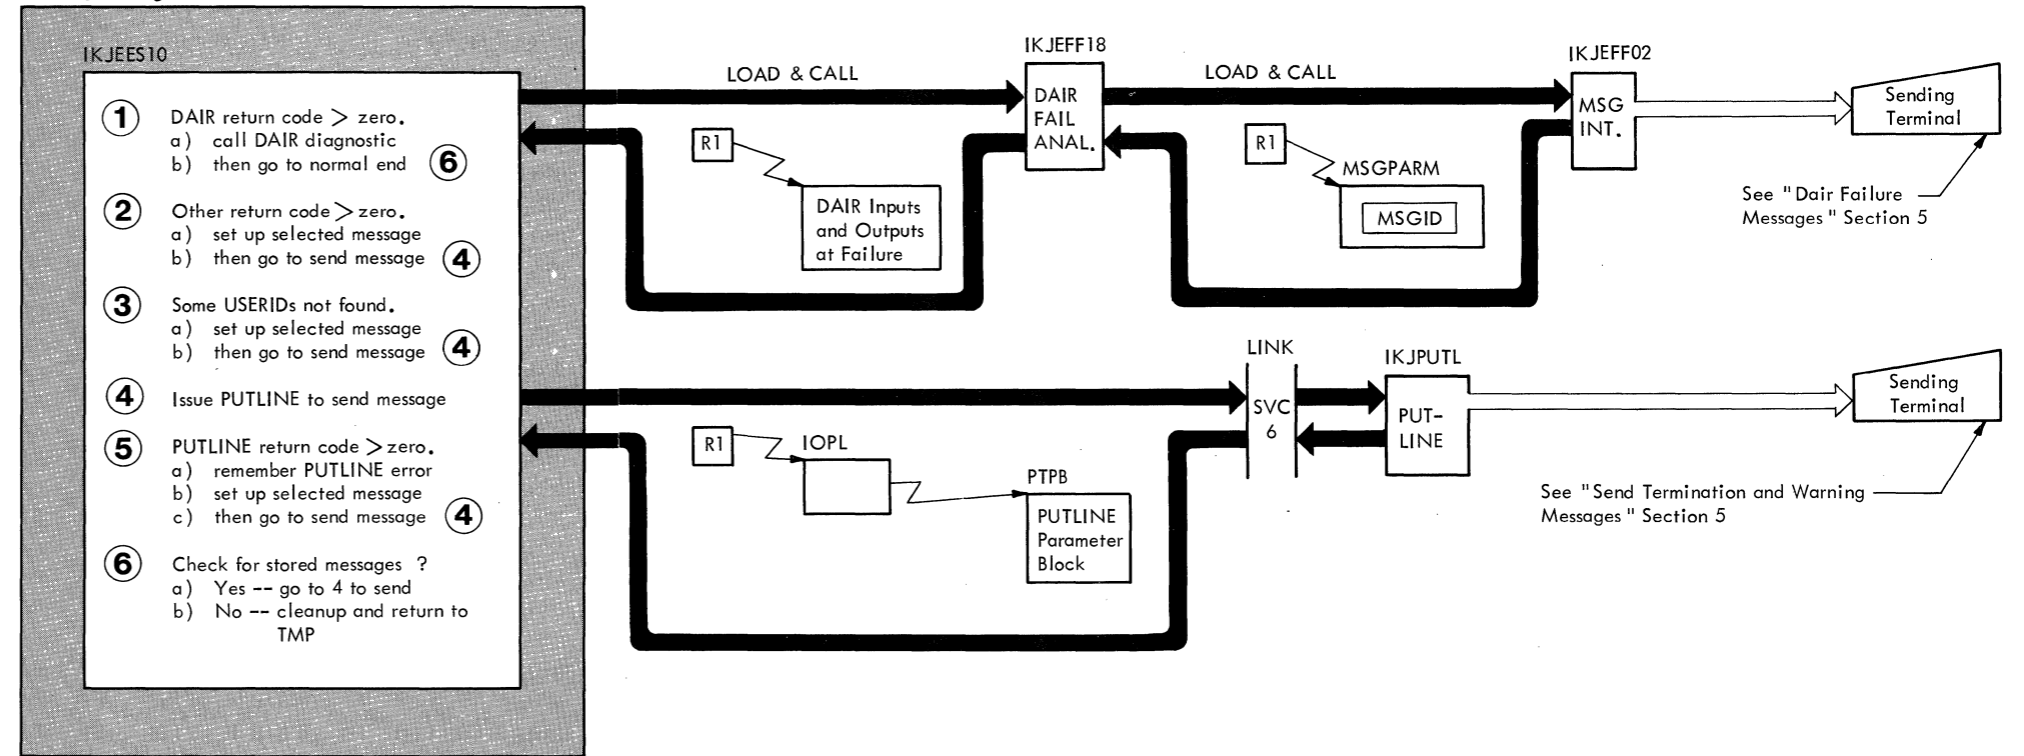 IKJEES10
1 DAIR return code > zero.
a) call DAIR diagnostic
b) then go to normal end 6
2 Other return code > zero.
a) set up selected message
b) then go to send message 4
3 Some USERIDs not found.
a) set up selected message
b) then go to send message 4
4 Issue PUTLINE to send message
5 PUTLINE return code > zero.
a) remember PUTLINE error
b) set up selected message
c) then go to send message 4
6 Check for stored messages ?
a) Yes -- go to 4 to send
b) No -- cleanup and return to
TMP
LOAD & CALL
IKJEFF18
DAIR
FAIL
ANAL.
R1
DAIR Inputs
and Outputs
at Failure
LOAD & CALL
IKJEFF02
MSG
INT.
R1
MSGPARM
MSGID
Sending
Terminal
See "Dair Failure
Messages" Section 5
LINK
SVC
6
IKJPUTL
PUT-
LINE
R1
IOPL
PTPB
PUTLINE
Parameter
Block
Sending
Terminal
See "Send Termination and Warning
Messages" Section 5